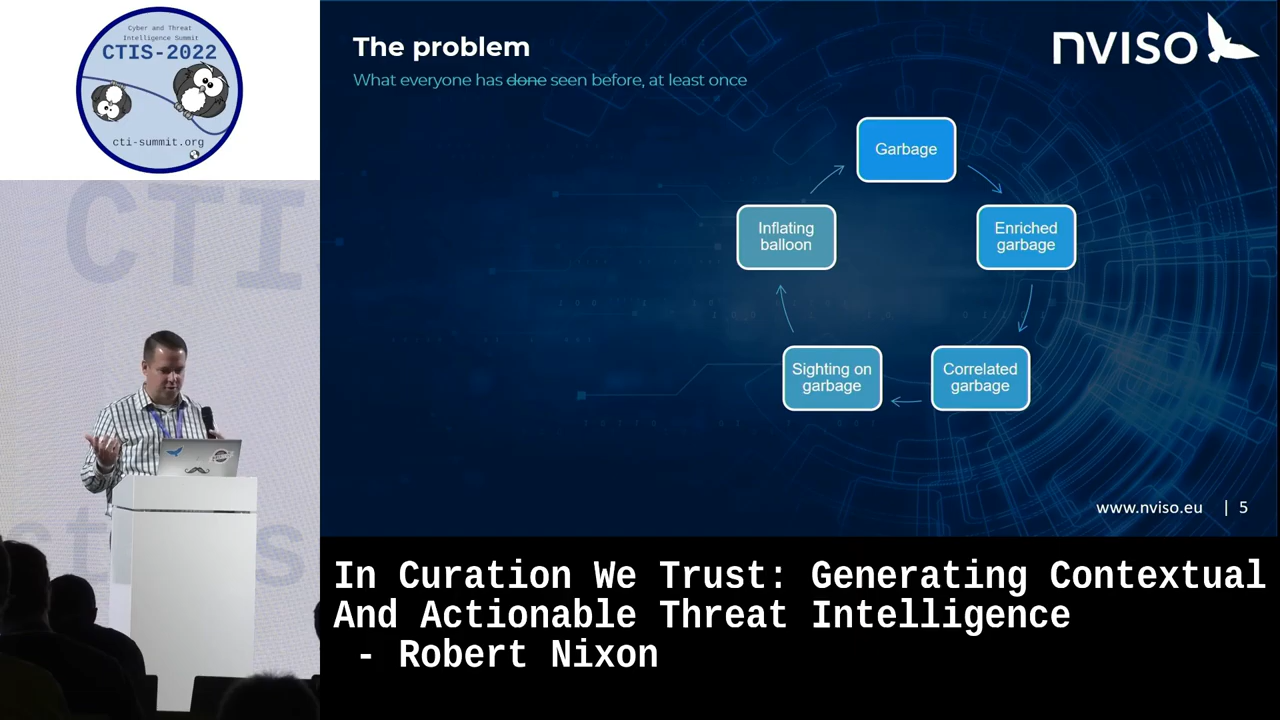 Cyber and Threat
Intelligence Summit
CTIS-2022
cti-summit.org
CTI
The problem
What everyone has done seen before, at least once
nviso
Garbage
Enriched
garbage
Correlated
garbage
Sighting on
garbage
Inflating
balloon
www.nviso.eu | 5
In Curation We Trust: Generating Contextual
And Actionable Threat Intelligence
- Robert Nixon